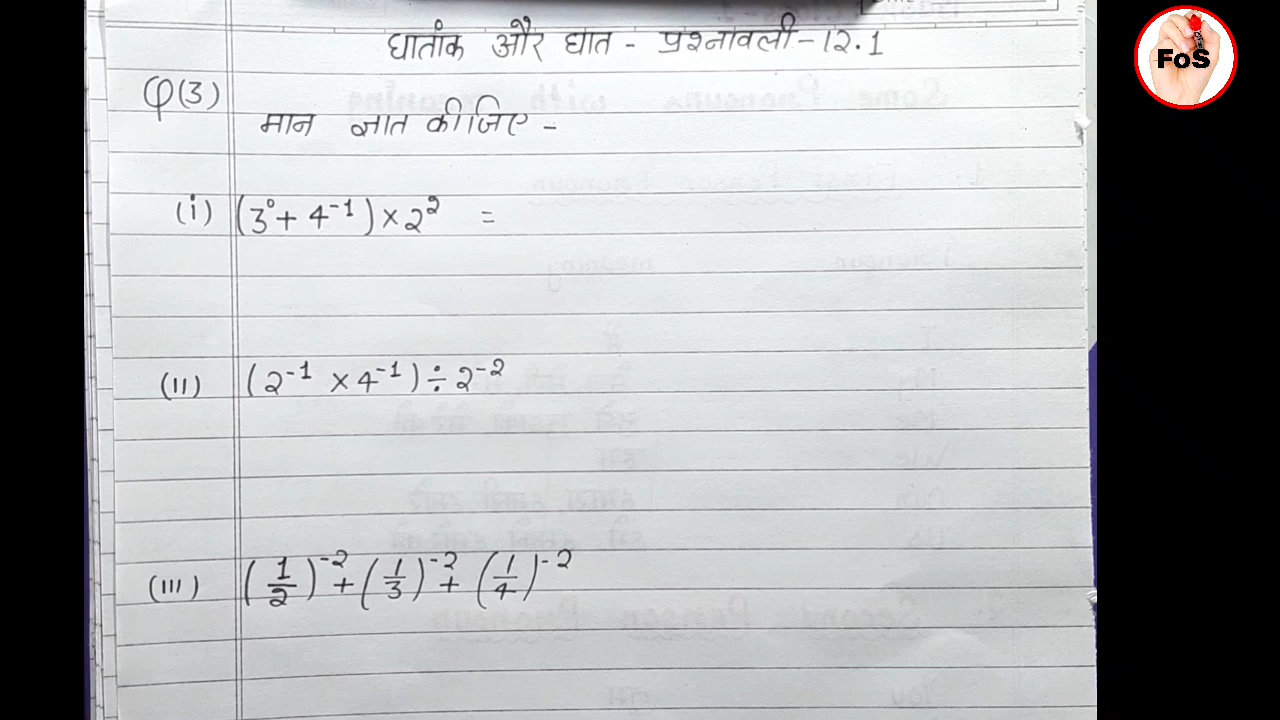 घातांक और घात - प्रश्नावली - 12.1
Q(3)
मान ज्ञात कीजिए -
(i) (3⁰ + 4⁻¹) × 2² =
(ii) (2⁻¹ × 4⁻¹) ÷ 2⁻²
(iii) (1/2)⁻² + (1/3)⁻² + (1/4)⁻²
FoS